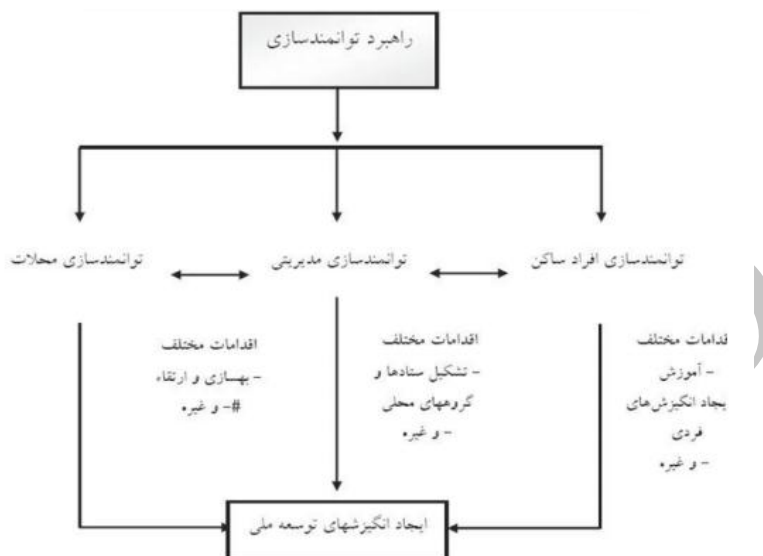 راهبرد توانمندسازی
توانمندسازی افراد ساکن
توانمندسازی مدیریتی
توانمندسازی محلات
قدامات مختلف
- آموزش
یجاد انگیزش‌های
فردی
- و غیره
اقدامات مختلف
- تشکیل ستادها و
گروههای محلی
- و غیره
اقدامات مختلف
- بهسازی و ارتقاء
#- و غیره
ایجاد انگیزشهای توسعه ملی